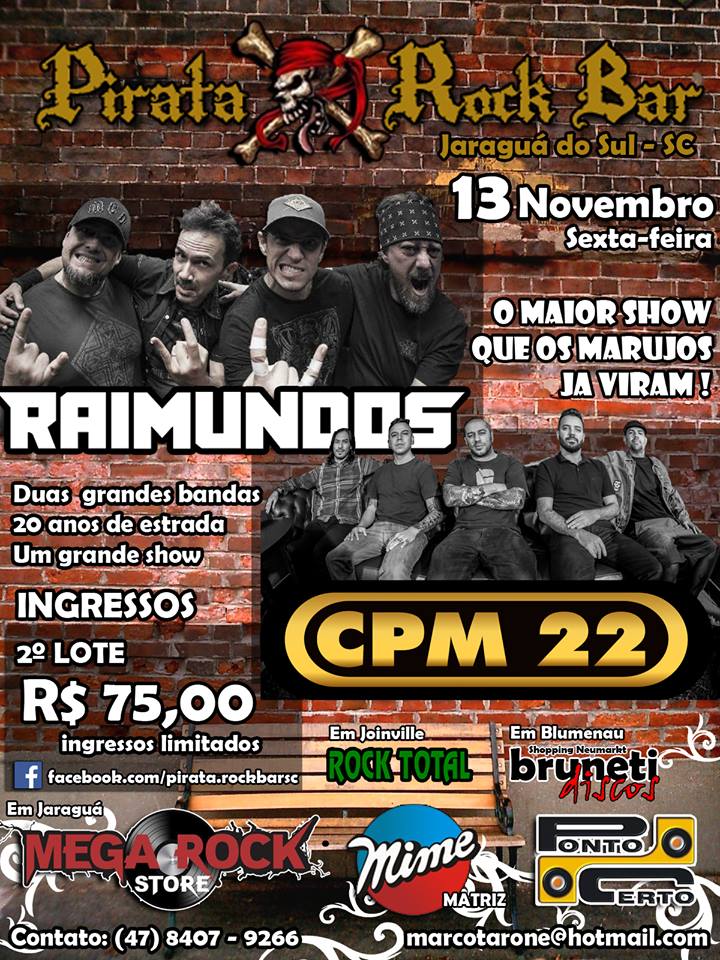 Pirata Rock Bar
Jaraguá do Sul - SC
13 Novembro
Sexta-feira
O MAIOR SHOW
QUE OS MARUJOS
JA VIRAM !
RAIMUNDOS
Duas grandes bandas
20 anos de estrada
Um grande show
CPM 22
INGRESSOS
2º LOTE
R$ 75,00
ingressos limitados
facebook.com/pirata.rockbarsc
Em Joinville
ROCK TOTAL
Em Blumenau
Shopping Neumarkt
bruneti
discos
Em Jaraguá
MEGA ROCK
STORE
Mime
MATRIZ
PONTO
CERTO
Contato: (47) 8407 - 9266
marcotarone@hotmail.com